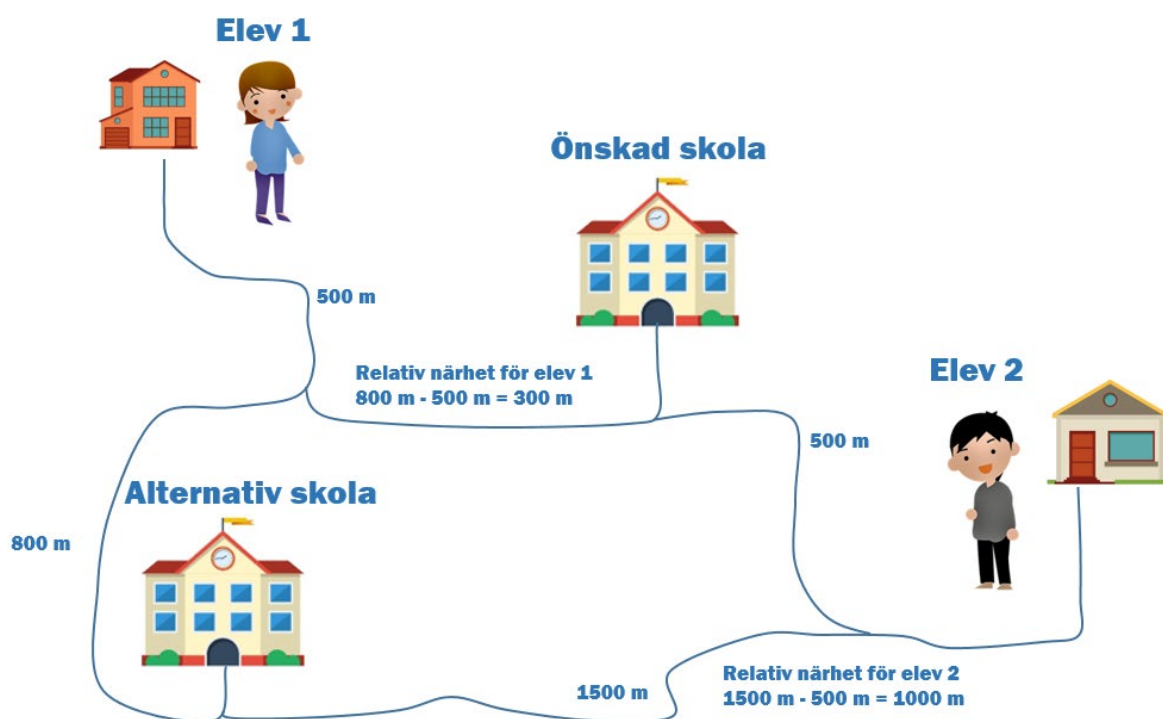 Elev 1
Önskad skola
500 m
Relativ närhet för elev 1
800 m - 500 m = 300 m
Elev 2
500 m
Alternativ skola
800 m
Relativ närhet för elev 2
1500 m - 500 m = 1000 m
1500 m